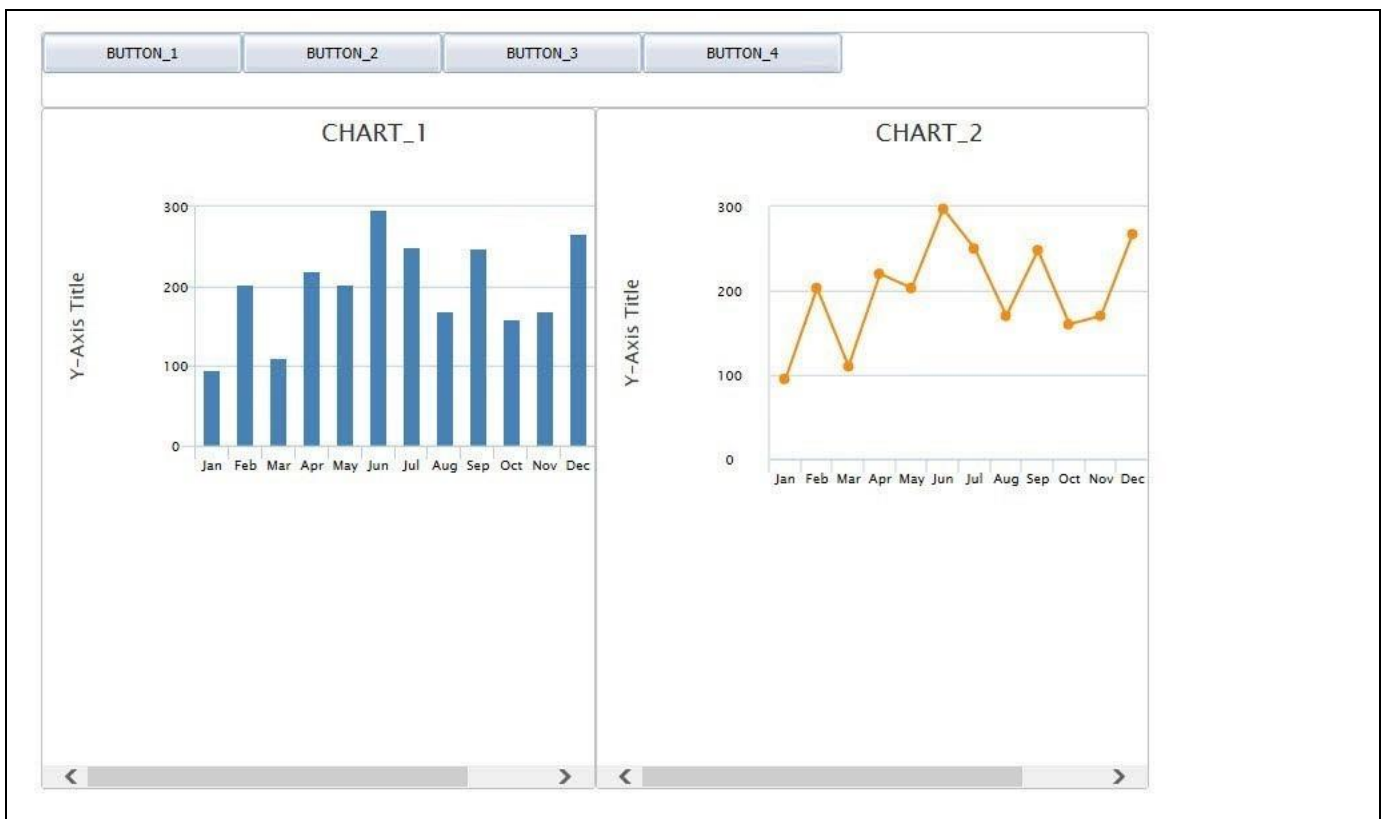 BUTTON_1 BUTTON_2 BUTTON_3 BUTTON_4
CHART_1
Y-Axis Title
300
200
100
0
Jan Feb Mar Apr May Jun Jul Aug Sep Oct Nov Dec
CHART_2
Y-Axis Title
300
200
100
0
Jan Feb Mar Apr May Jun Jul Aug Sep Oct Nov Dec